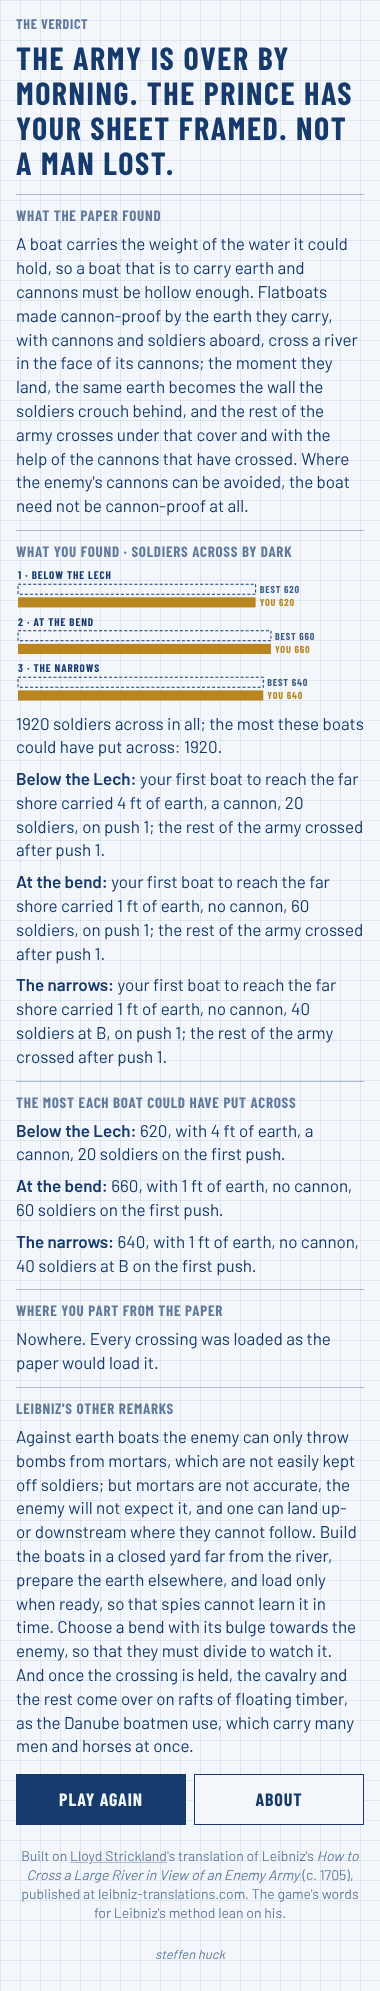 THE VERDICT
THE ARMY IS OVER BY
MORNING. THE PRINCE HAS
YOUR SHEET FRAMED. NOT
A MAN LOST.
WHAT THE PAPER FOUND
A boat carries the weight of the water it could
hold, so a boat that is to carry earth and
cannons must be hollow enough. Flatboats
made cannon-proof by the earth they carry,
with cannons and soldiers aboard, cross a river
in the face of its cannons; the moment they
land, the same earth becomes the wall the
soldiers crouch behind, and the rest of the
army crosses under that cover and with the
help of the cannons that have crossed. Where
the enemy's cannons can be avoided, the boat
need not be cannon-proof at all.
WHAT YOU FOUND · SOLDIERS ACROSS BY DARK
1 · BELOW THE LECH
BEST 620
YOU 620
2 · AT THE BEND
BEST 660
YOU 660
3 · THE NARROWS
BEST 640
YOU 640
1920 soldiers across in all; the most these boats
could have put across: 1920.
Below the Lech: your first boat to reach the far
shore carried 4 ft of earth, a cannon, 20
soldiers, on push 1; the rest of the army crossed
after push 1.
At the bend: your first boat to reach the far
shore carried 1 ft of earth, no cannon, 60
soldiers, on push 1; the rest of the army crossed
after push 1.
The narrows: your first boat to reach the far
shore carried 1 ft of earth, no cannon, 40
soldiers at B, on push 1; the rest of the army
crossed after push 1.
THE MOST EACH BOAT COULD HAVE PUT ACROSS
Below the Lech: 620, with 4 ft of earth, a
cannon, 20 soldiers on the first push.
At the bend: 660, with 1 ft of earth, no cannon,
60 soldiers on the first push.
The narrows: 640, with 1 ft of earth, no cannon,
40 soldiers at B on the first push.
WHERE YOU PART FROM THE PAPER
Nowhere. Every crossing was loaded as the
paper would load it.
LEIBNIZ'S OTHER REMARKS
Against earth boats the enemy can only throw
bombs from mortars, which are not easily kept
off soldiers; but mortars are not accurate, the
enemy will not expect it, and one can land up-
or downstream where they cannot follow. Build
the boats in a closed yard far from the river,
prepare the earth elsewhere, and load only
when ready, so that spies cannot learn it in
time. Choose a bend with its bulge towards the
enemy, so that they must divide to watch it.
And once the crossing is held, the cavalry and
the rest come over on rafts of floating timber,
as the Danube boatmen use, which carry many
men and horses at once.
PLAY AGAIN
ABOUT
Built on Lloyd Strickland's translation of Leibniz's How to
Cross a Large River in View of an Enemy Army (c. 1705),
published at leibniz-translations.com. The game's words
for Leibniz's method lean on his.
steffen huck